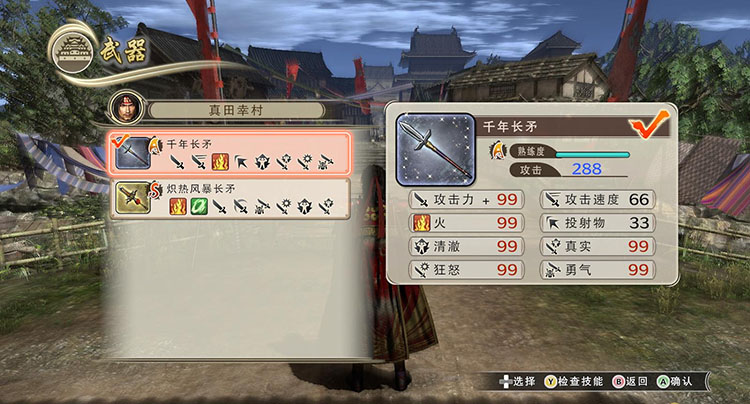 武器
真田幸村
千年长矛
炽热风暴长矛
千年长矛
熟练度
攻击 288
攻击力 + 99 攻击速度 66
火 99 投射物 33
清澈 99 真实 99
狂怒 99 勇气 99
选择 Y检查技能 B返回 A确认